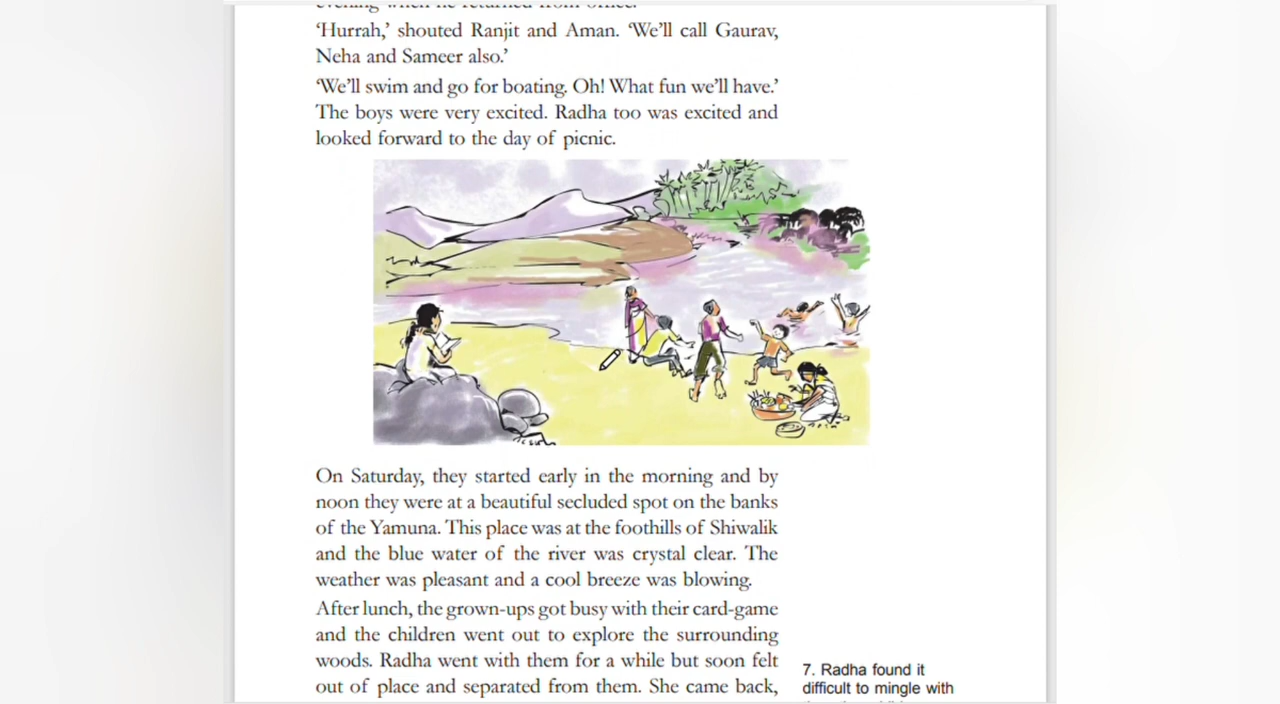 ‘Hurrah,’ shouted Ranjit and Aman. ‘We’ll call Gaurav,
Neha and Sameer also.’
‘We’ll swim and go for boating. Oh! What fun we’ll have.’
The boys were very excited. Radha too was excited and
looked forward to the day of picnic.
On Saturday, they started early in the morning and by
noon they were at a beautiful secluded spot on the banks
of the Yamuna. This place was at the foothills of Shiwalik
and the blue water of the river was crystal clear. The
weather was pleasant and a cool breeze was blowing.
After lunch, the grown-ups got busy with their card-game
and the children went out to explore the surrounding
woods. Radha went with them for a while but soon felt
out of place and separated from them. She came back,
7. Radha found it
difficult to mingle with